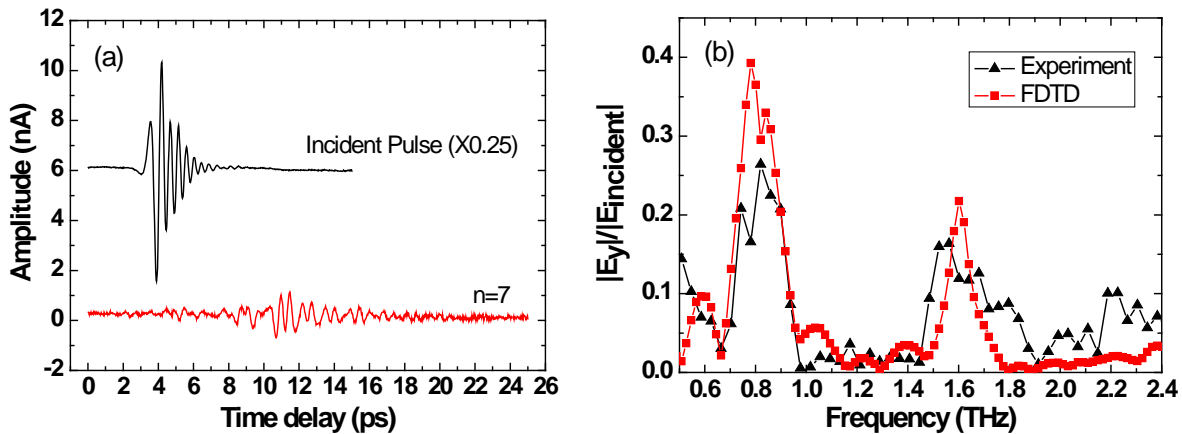 (a)
Incident Pulse (X0.25)
n=7
Amplitude (nA)
12
10
8
6
4
2
0
-2
0 2 4 6 8 10 12 14 16 18 20 22 24 26
Time delay (ps)
(b)
Experiment
FDTD
|Ey|/|Eincident|
0.4
0.3
0.2
0.1
0.0
0.6 0.8 1.0 1.2 1.4 1.6 1.8 2.0 2.2 2.4
Frequency (THz)